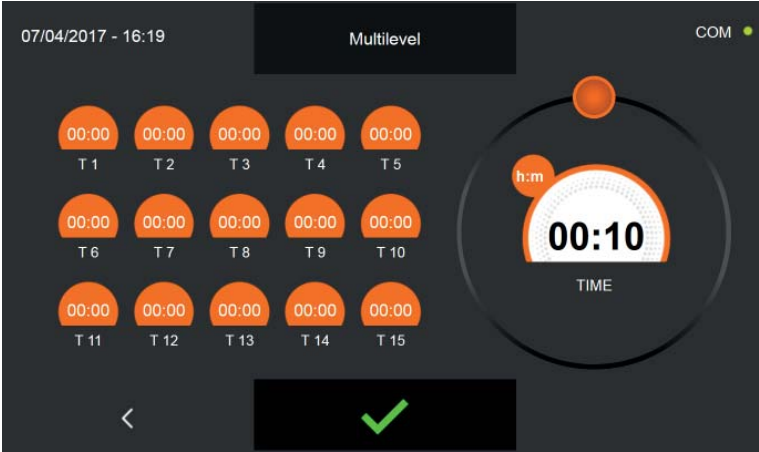 07/04/2017 - 16:19
Multilevel
COM
00:00 00:00 00:00 00:00 00:00
T 1 T 2 T 3 T 4 T 5
00:00 00:00 00:00 00:00 00:00
T 6 T 7 T 8 T 9 T 10
00:00 00:00 00:00 00:00 00:00
T 11 T 12 T 13 T 14 T 15
h:m
00:10
TIME